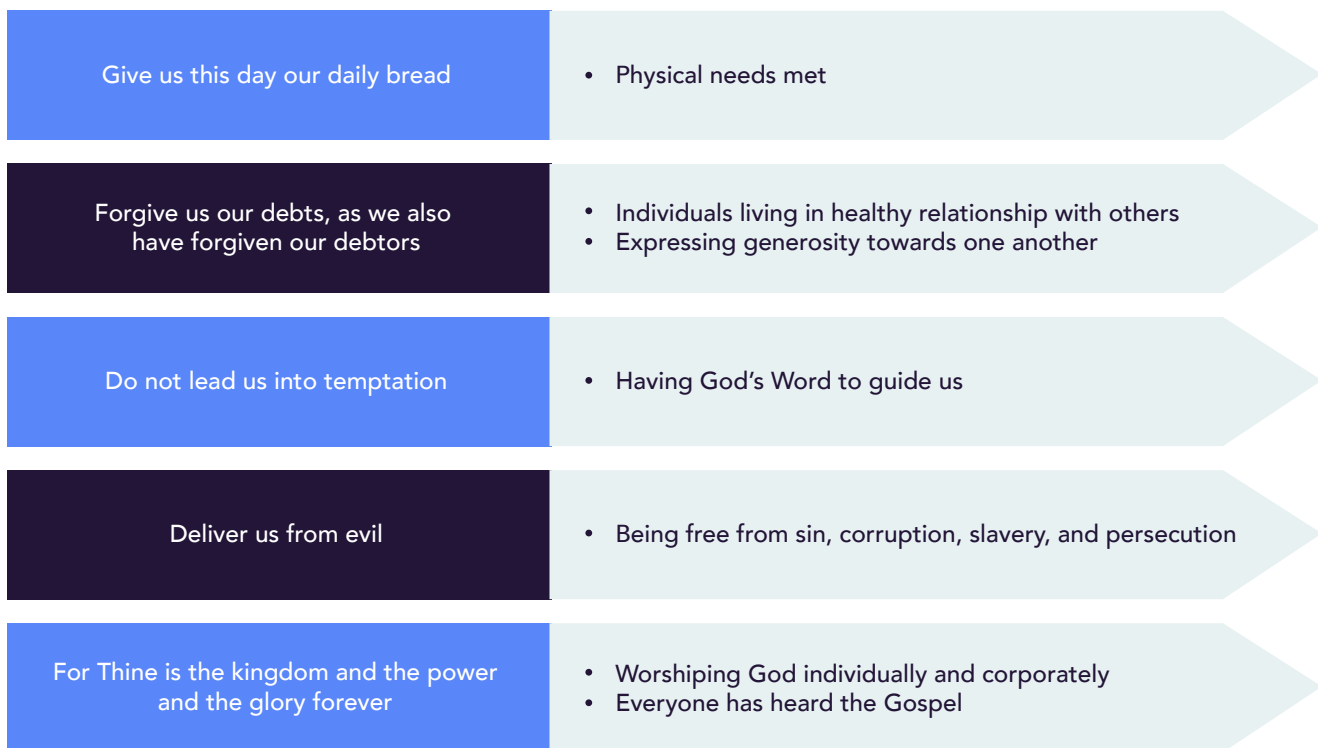 Give us this day our daily bread
• Physical needs met
Forgive us our debts, as we also
have forgiven our debtors
• Individuals living in healthy relationship with others
• Expressing generosity towards one another
Do not lead us into temptation
• Having God’s Word to guide us
Deliver us from evil
• Being free from sin, corruption, slavery, and persecution
For Thine is the kingdom and the power
and the glory forever
• Worshiping God individually and corporately
• Everyone has heard the Gospel